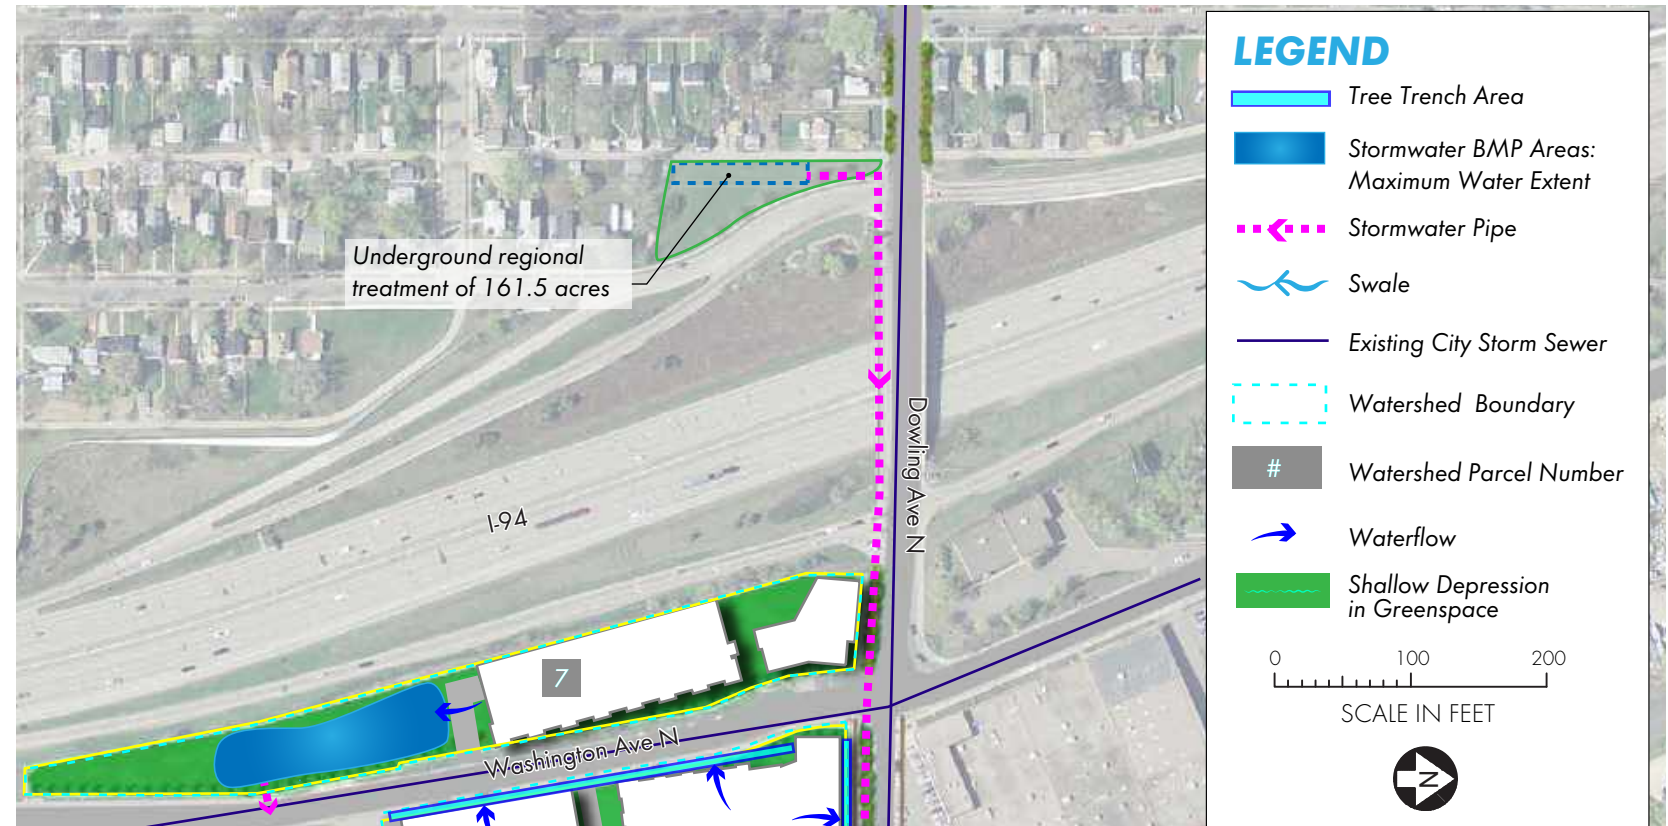 Underground regional
treatment of 161.5 acres
I-94
Dowling Ave N
7
Washington Ave N
LEGEND
Tree Trench Area
Stormwater BMP Areas:
Maximum Water Extent
Stormwater Pipe
Swale
Existing City Storm Sewer
Watershed Boundary
#
Watershed Parcel Number
Waterflow
Shallow Depression
in Greenspace
0 100 200
SCALE IN FEET
N